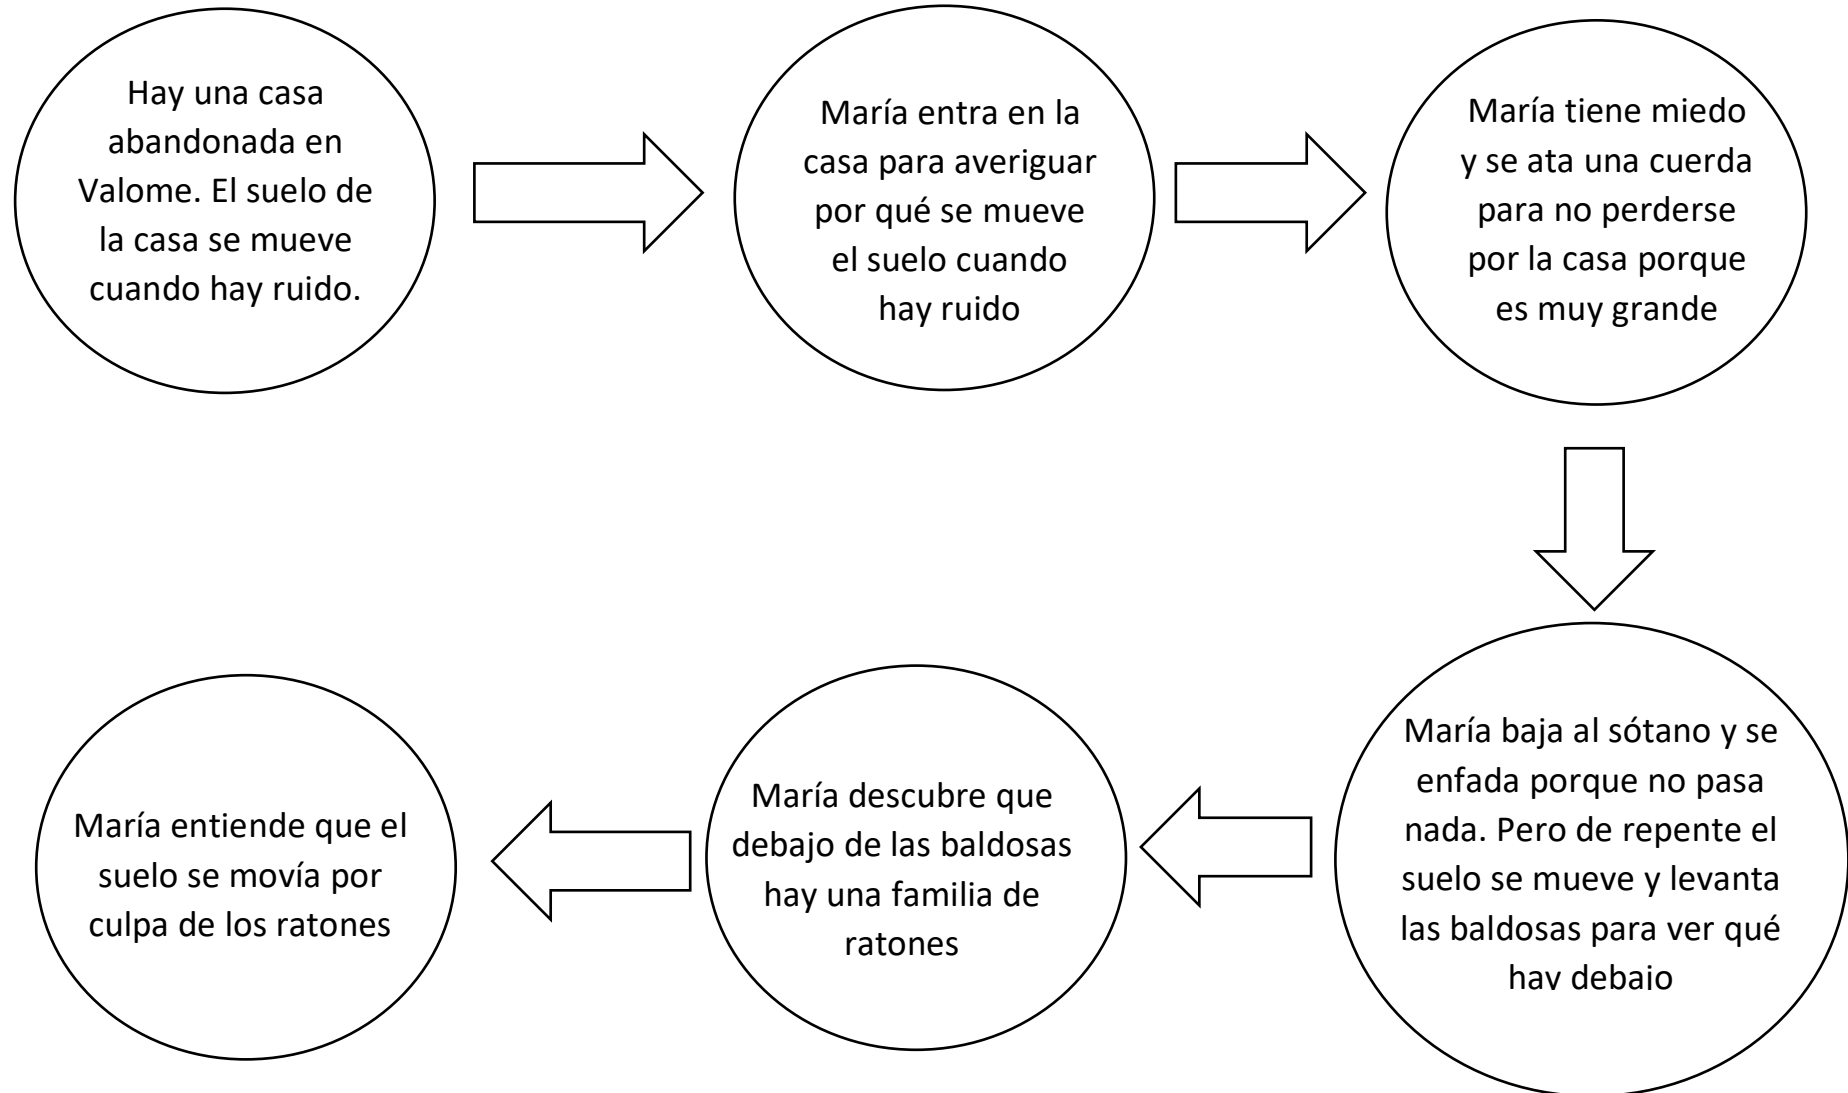 Hay una casa
abandonada en
Valome. El suelo de
la casa se mueve
cuando hay ruido.
María entra en la
casa para averiguar
por qué se mueve
el suelo cuando
hay ruido
María tiene miedo
y se ata una cuerda
para no perderse
por la casa porque
es muy grande
María baja al sótano y se
enfada porque no pasa
nada. Pero de repente el
suelo se mueve y levanta
las baldosas para ver qué
hay debajo
María descubre que
debajo de las baldosas
hay una familia de
ratones
María entiende que el
suelo se movía por
culpa de los ratones